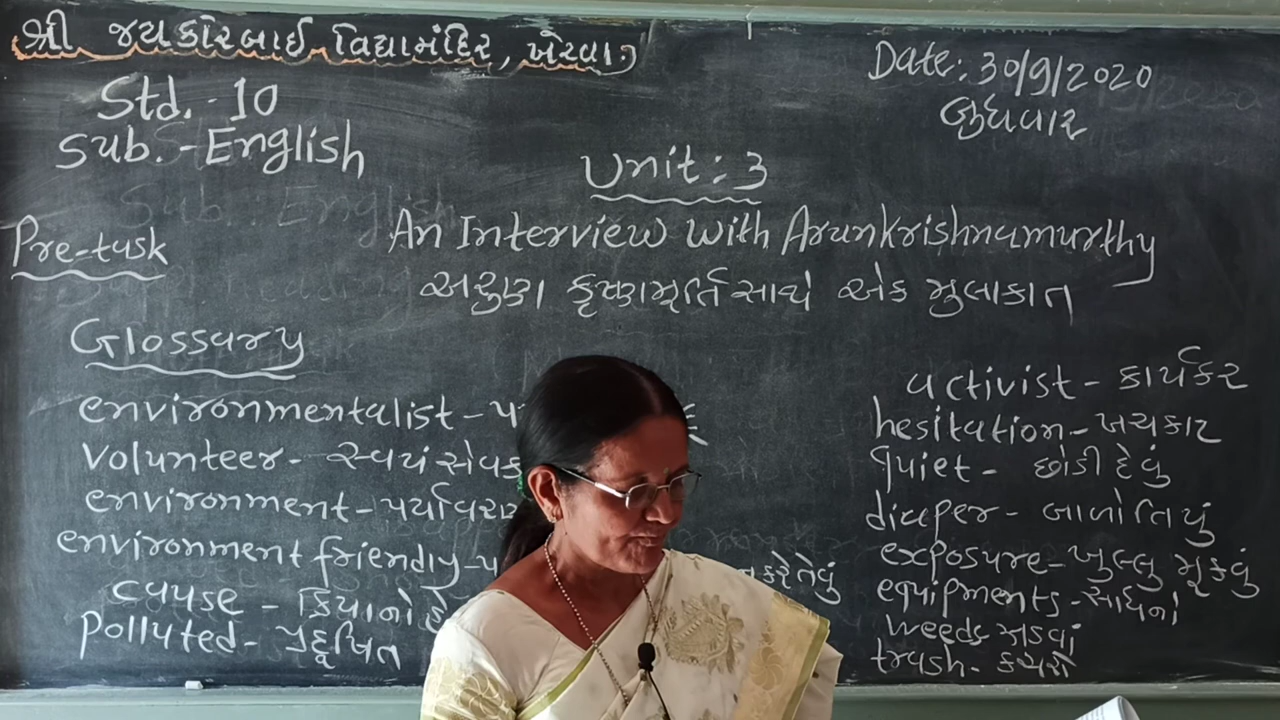 શ્રી જયકોરબાઈ વિદ્યામંદિર, ખેરવા.
Date: 30/9/2020
બુધવાર
Std. - 10
Sub. - English
Unit : 3
Pre-task
An Interview with Arunkrishnamurthy
અરુણ કૃષ્ણમૂર્તિ સાથે એક મુલાકાત
Glossary
environmentalist -
volunteer - સ્વયંસેવક
environment - પર્યાવરણ
environment friendly -
cause - ક્રિયાનો
polluted - પ્રદૂષિત
activist - કાર્યકર
hesitation - ખચકાટ
quiet - છોડી દેવું
diaper - બાળોતિયું
exposure - ખુલ્લુ મૂકવું
equipments - સાધનો
weeds
trash - કચરો